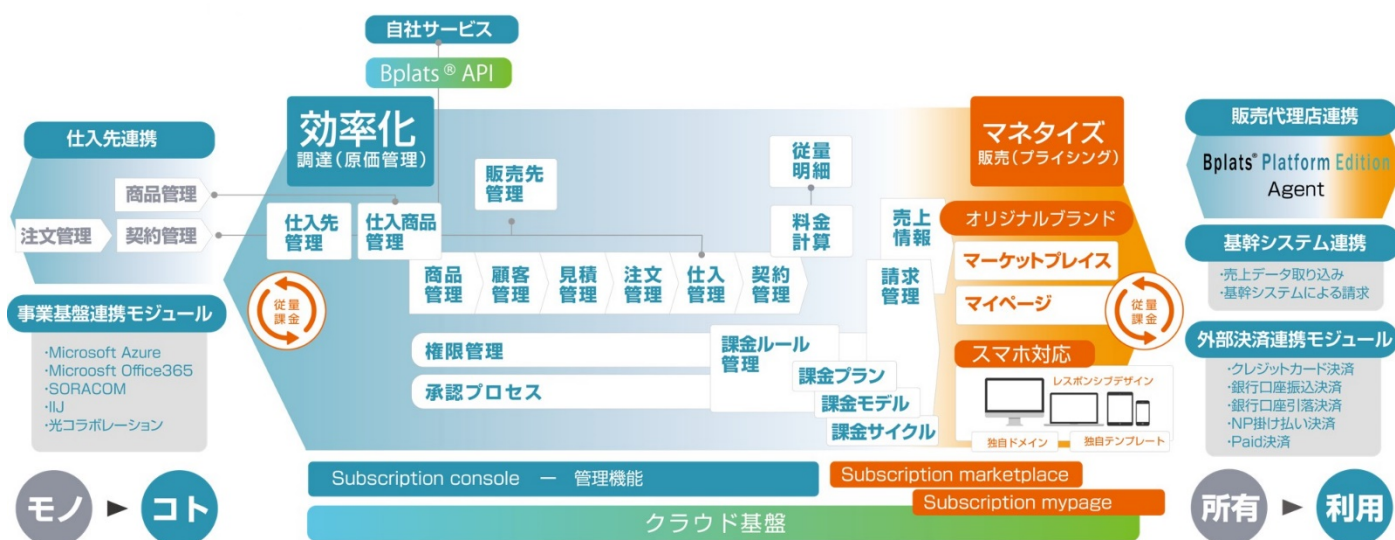 自社サービス
Bplats® API
仕入先連携
商品管理
注文管理
契約管理
事業基盤連携モジュール
・Microsoft Azure
・Microosft Office365
・SORACOM
・IIJ
・光コラボレーション
モノ
コト
効率化
調達(原価管理)
仕入先
管理
仕入商品
管理
販売先
管理
従量
明細
料金
計算
従量
課金
商品
管理
顧客
管理
見積
管理
注文
管理
仕入
管理
契約
管理
売上
情報
請求
管理
権限管理
承認プロセス
課金ルール
管理
課金プラン
課金モデル
課金サイクル
マネタイズ
販売(プライシング)
オリジナルブランド
マーケットプレイス
マイページ
従量
課金
スマホ対応
レスポンシブデザイン
独自ドメイン
独自テンプレート
Subscription console — 管理機能
Subscription marketplace
Subscription mypage
クラウド基盤
販売代理店連携
Bplats® Platform Edition
Agent
基幹システム連携
・売上データ取り込み
・基幹システムによる請求
外部決済連携モジュール
・クレジットカード決済
・銀行口座振込決済
・銀行口座引落決済
・NP掛け払い決済
・Paid決済
所有
利用